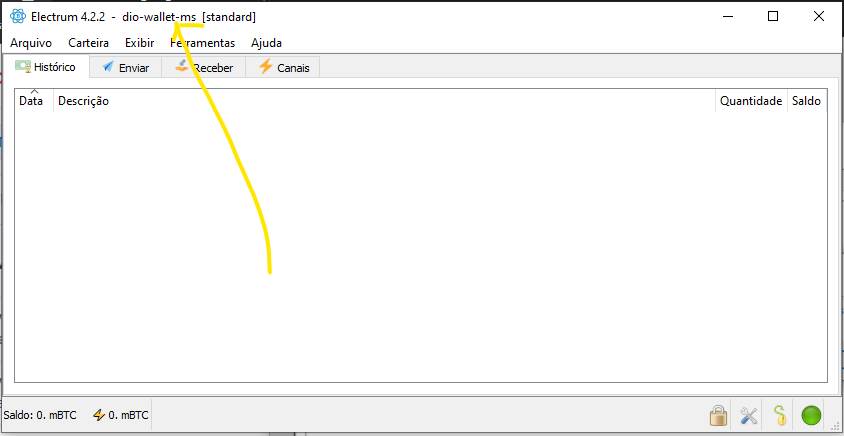 Electrum 4.2.2 - dio-wallet-ms [standard]
Arquivo Carteira Exibir Ferramentas Ajuda
Histórico Enviar Receber Canais
Data Descrição Quantidade Saldo
Saldo: 0. mBTC 0. mBTC